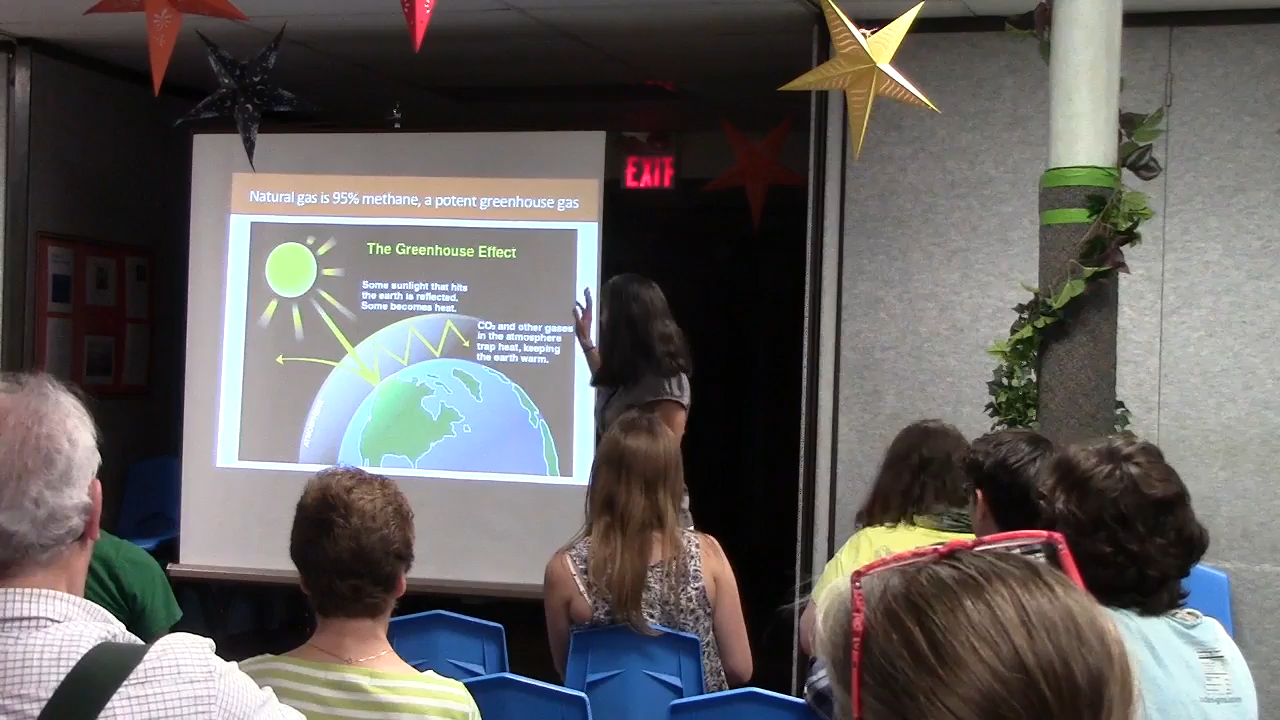 EXIT
Natural gas is 95% methane, a potent greenhouse gas
The Greenhouse Effect
Some sunlight that hits
the earth is reflected.
Some becomes heat.
CO₂ and other gases
in the atmosphere
trap heat, keeping
the earth warm.